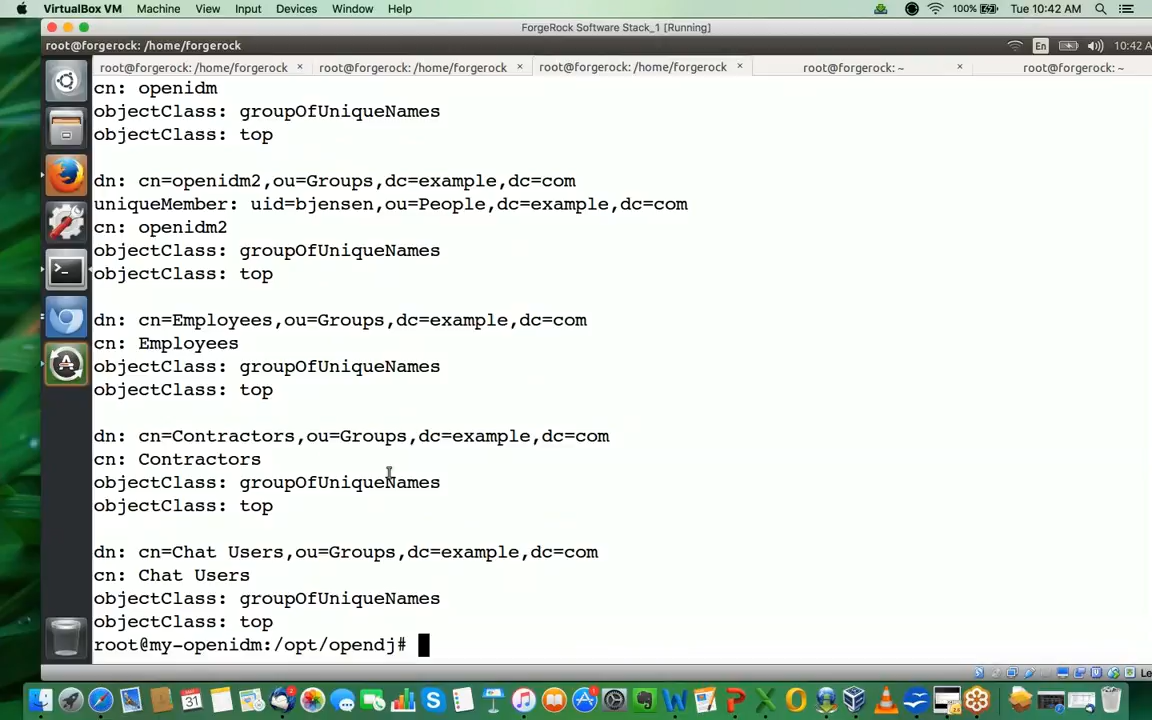 VirtualBox VM Machine View Input Devices Window Help 100% Tue 10:42 AM
ForgeRock Software Stack_1 [Running]
root@forgerock: /home/forgerock En 10:42 A
root@forgerock: /home/forgerock × root@forgerock: /home/forgerock × root@forgerock: /home/forgerock × root@forgerock: ~ × root@forgerock: ~
cn: openidm
objectClass: groupOfUniqueNames
objectClass: top
dn: cn=openidm2,ou=Groups,dc=example,dc=com
uniqueMember: uid=bjensen,ou=People,dc=example,dc=com
cn: openidm2
objectClass: groupOfUniqueNames
objectClass: top
dn: cn=Employees,ou=Groups,dc=example,dc=com
cn: Employees
objectClass: groupOfUniqueNames
objectClass: top
dn: cn=Contractors,ou=Groups,dc=example,dc=com
cn: Contractors
objectClass: groupOfUniqueNames
objectClass: top
dn: cn=Chat Users,ou=Groups,dc=example,dc=com
cn: Chat Users
objectClass: groupOfUniqueNames
objectClass: top
root@my-openidm:/opt/opendj#
Le